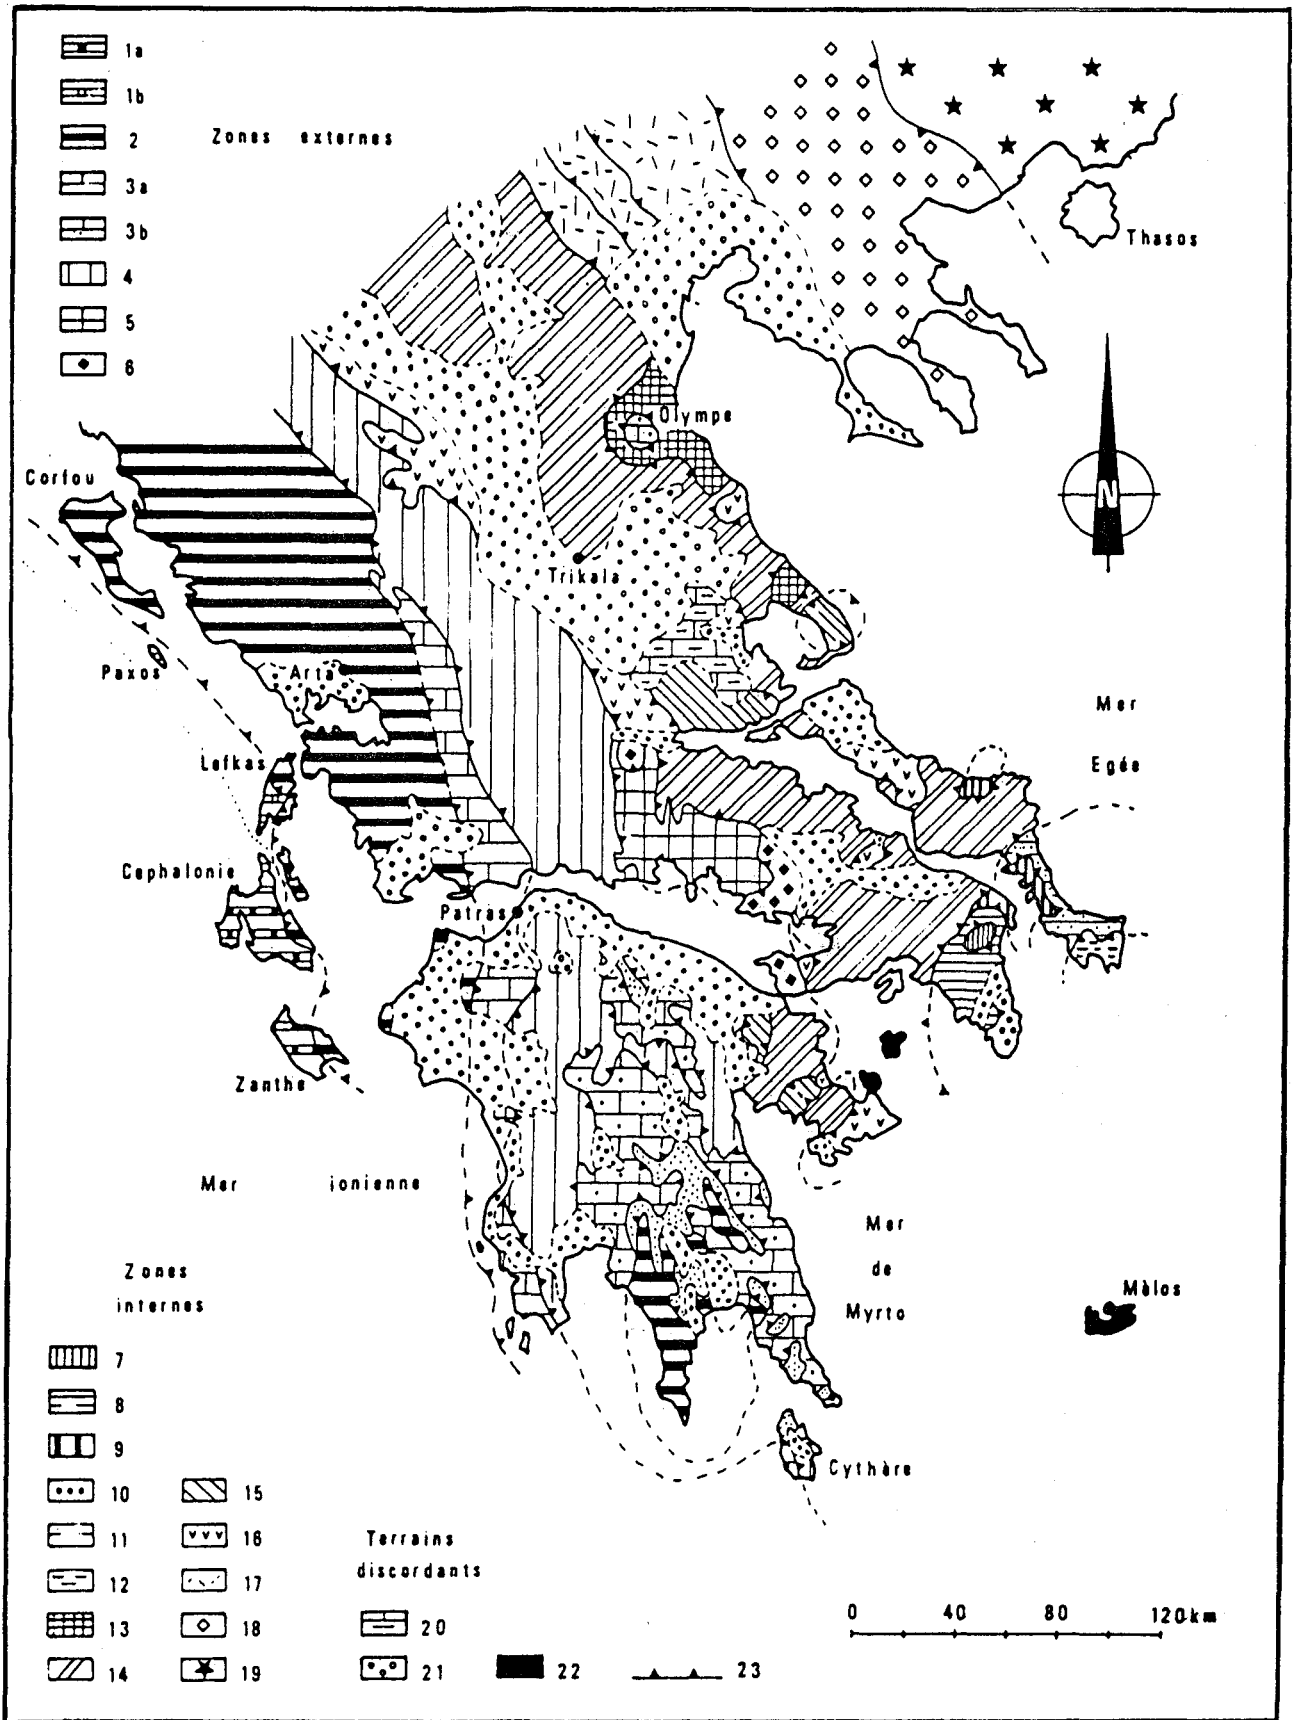 1a
1b
2
Zones externes
3a
3b
4
5
6
Thasos
N
Olympe
Corfou
Trikala
Paxos
Arta
Mer
Egée
Lefkas
Cephalonie
Patras
Zanthe
Mer ionienne
Mer
de
Myrto
Mèlos
Cythère
Zones
internes
7
8
9
10
11
12
13
14
15
16
17
18
19
Terrains
discordants
20
21
22
23
0 40 80 120km